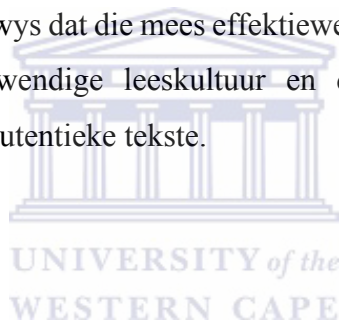 wys dat die mees effektiewe
wendige leeskultuur en
utentieke tekste.
UNIVERSITY of the
WESTERN CAPE